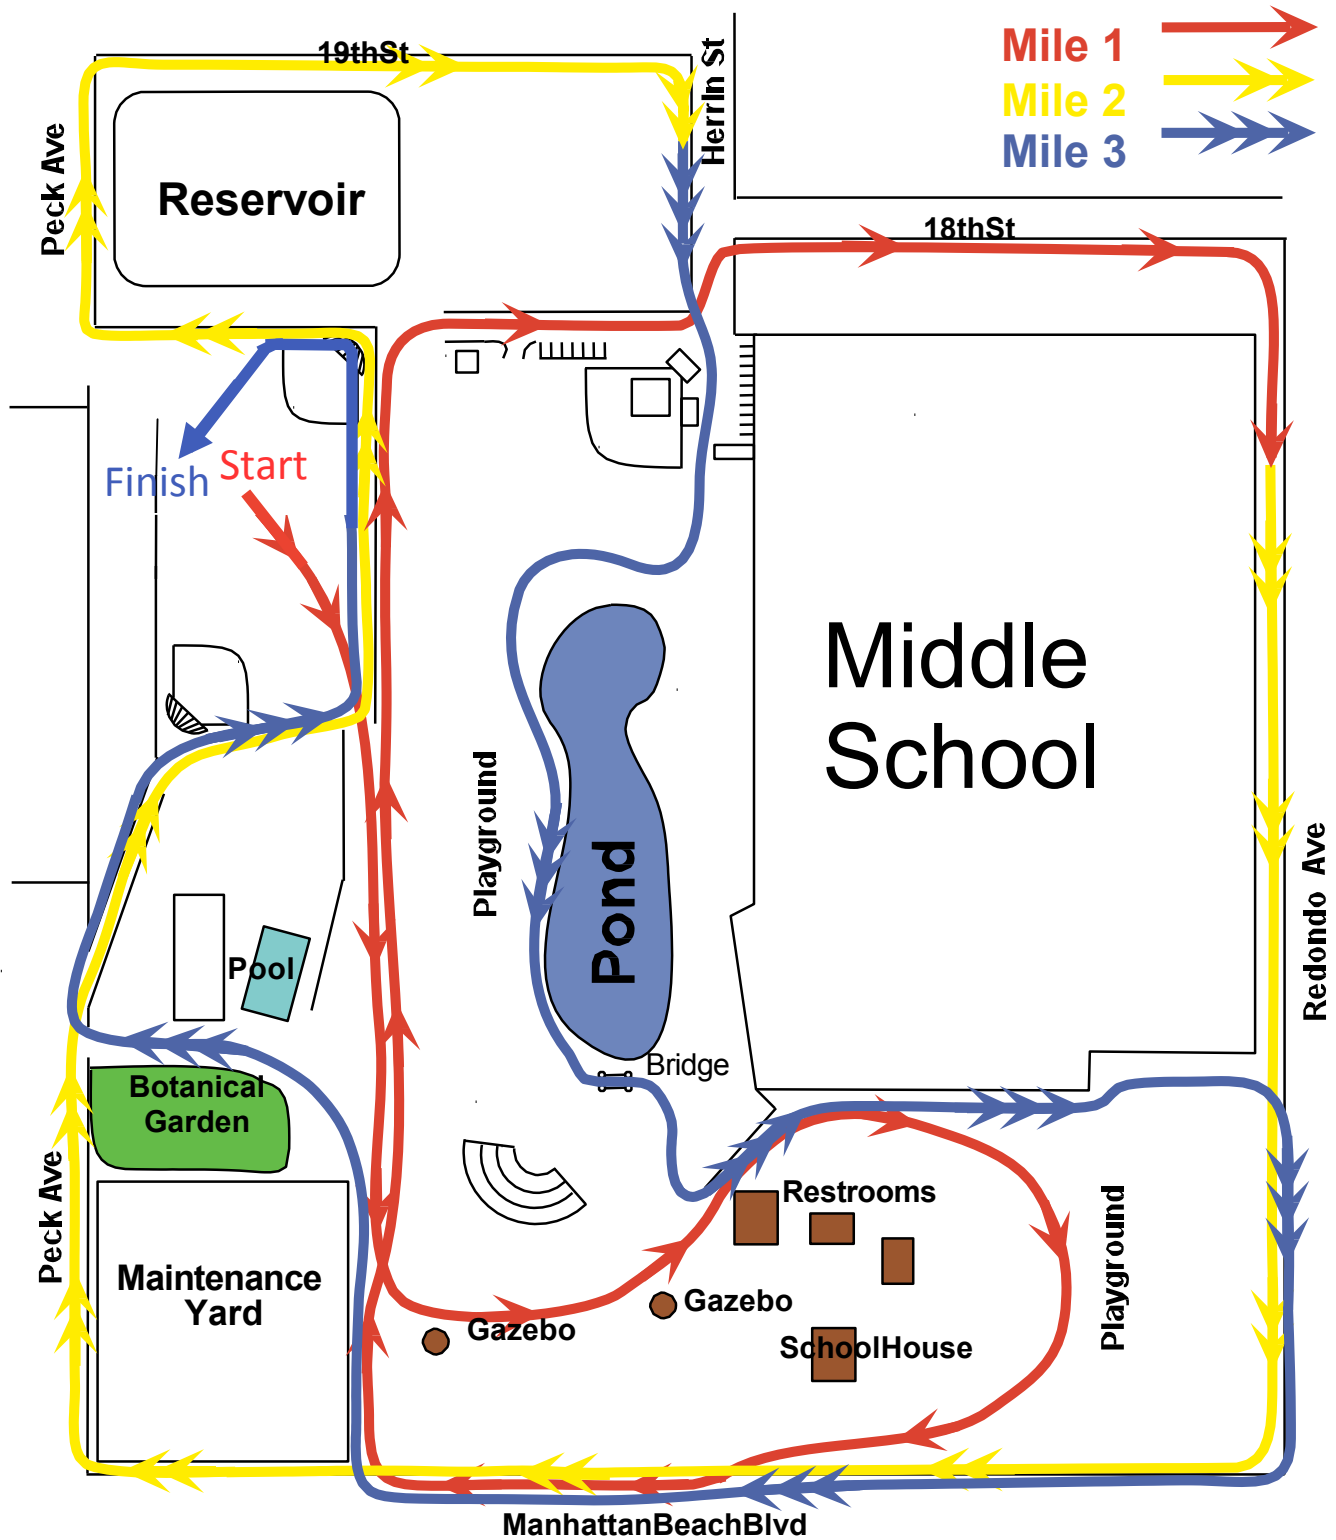 19thSt
Herrin St
Mile 1
Mile 2
Mile 3
Peck Ave
Reservoir
18thSt
Finish
Start
Middle
School
Playground
Pond
Redondo Ave
Pool
Bridge
Botanical
Garden
Peck Ave
Restrooms
Playground
Maintenance
Yard
Gazebo
Gazebo
SchoolHouse
ManhattanBeachBlvd